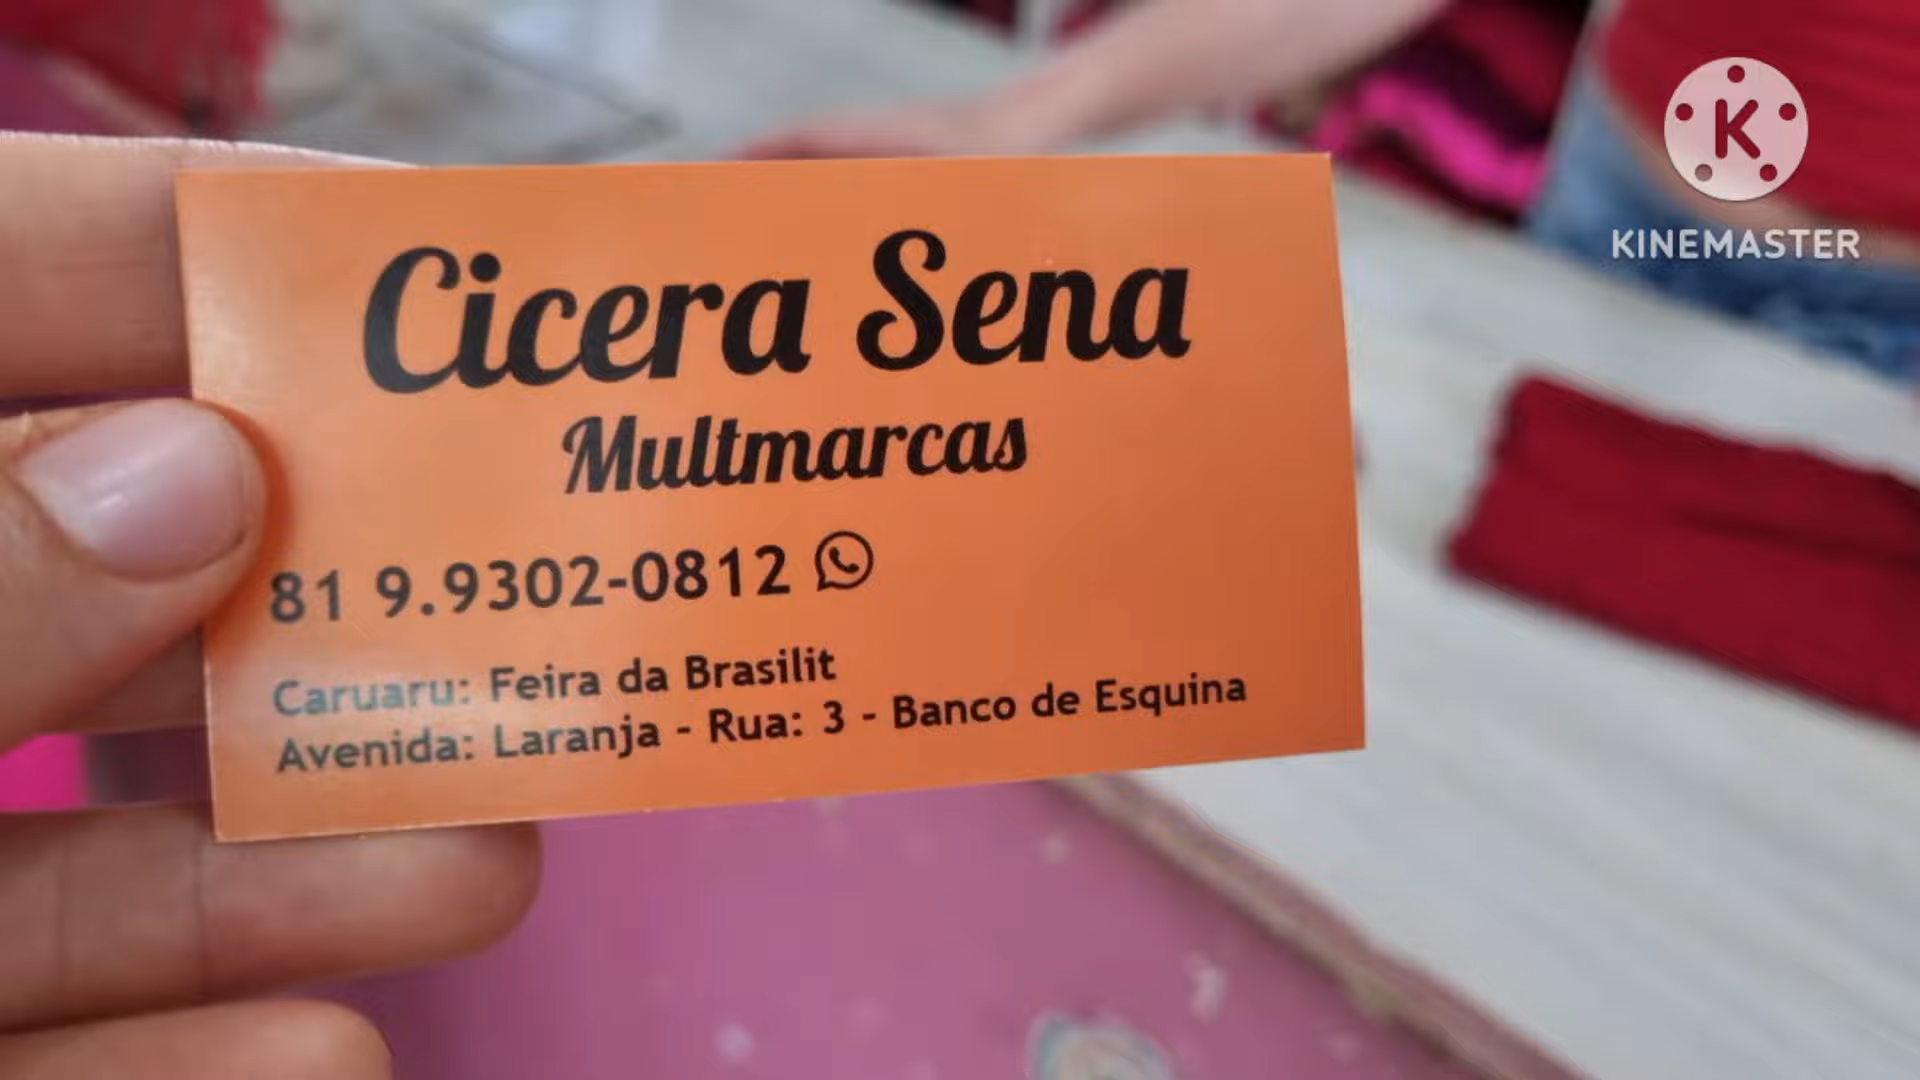 K
KINEMASTER
Cicera Sena
Multmarcas
81 9.9302-0812
Caruaru: Feira da Brasilit
Avenida: Laranja - Rua: 3 - Banco de Esquina